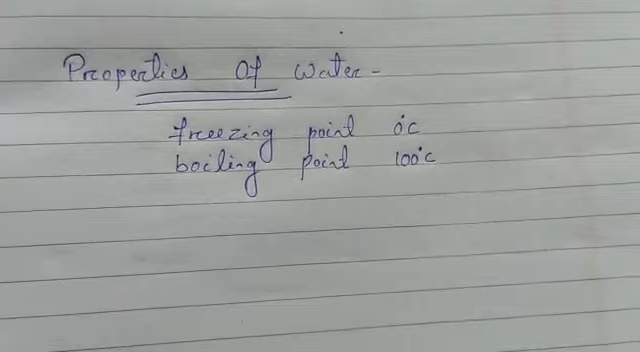 Properties Of Water -
freezing point 0°C
boiling point 100°C